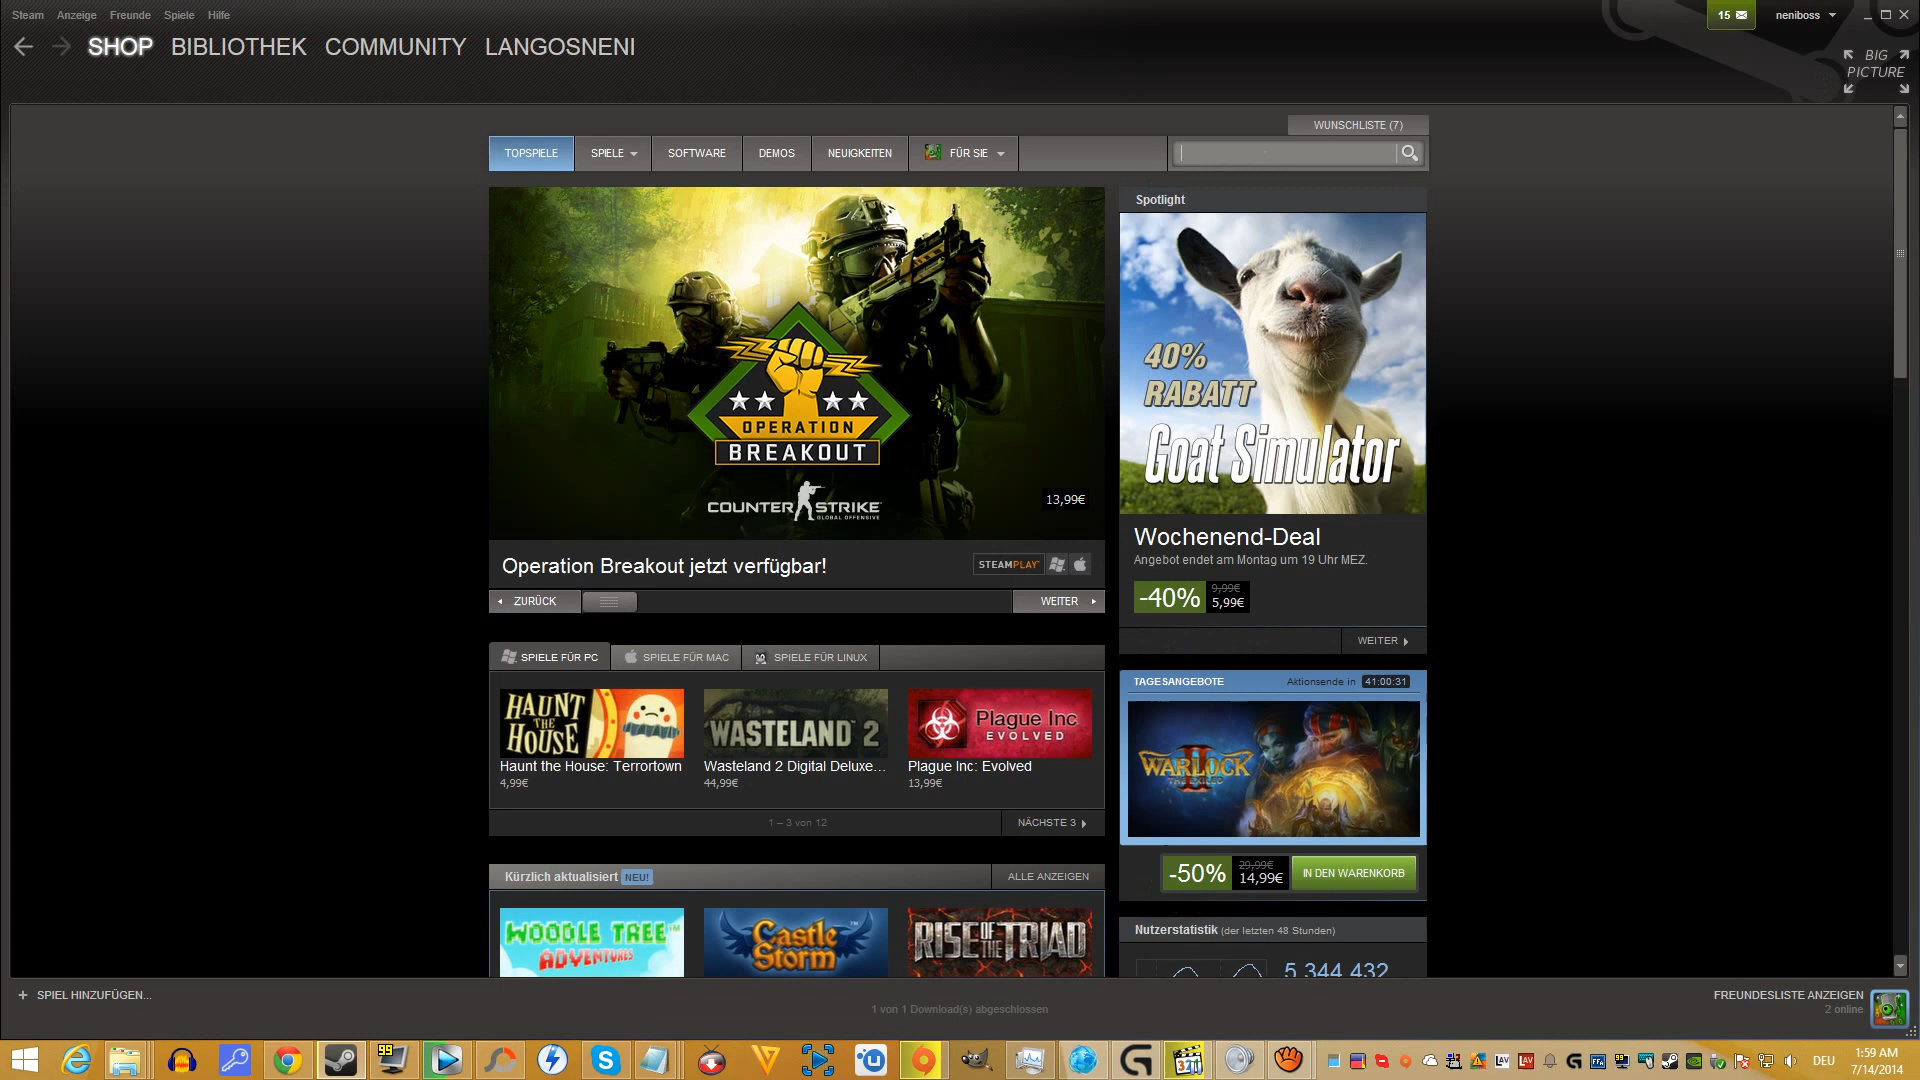 Steam Anzeige Freunde Spiele Hilfe
15 neniboss
SHOP BIBLIOTHEK COMMUNITY LANGOSNENI
BIG
PICTURE
WUNSCHLISTE (7)
TOPSPIELE SPIELE SOFTWARE DEMOS NEUIGKEITEN FÜR SIE
OPERATION
BREAKOUT
COUNTER STRIKE
GLOBAL OFFENSIVE
13,99€
Operation Breakout jetzt verfügbar!
STEAMPLAY
ZURÜCK WEITER
Spotlight
40%
RABATT
Goat Simulator
Wochenend-Deal
Angebot endet am Montag um 19 Uhr MEZ.
-40% 9,99€
5,99€
WEITER
SPIELE FÜR PC SPIELE FÜR MAC SPIELE FÜR LINUX
HAUNT
THE
HOUSE
WASTELAND 2
Plague Inc
EVOLVED
Haunt the House: Terrortown Wasteland 2 Digital Deluxe... Plague Inc: Evolved
4,99€ 44,99€ 13,99€
1 – 3 von 12 NÄCHSTE 3
TAGESANGEBOTE Aktionsende in 41:00:31
WARLOCK
II
THE EXILED
-50% 29,99€
14,99€
IN DEN WARENKORB
Kürzlich aktualisiert NEU! ALLE ANZEIGEN
WOODLE TREE
ADVENTURES
Castle
Storm
RISE OF THE TRIAD
Nutzerstatistik (der letzten 48 Stunden)
5 344 432
SPIEL HINZUFÜGEN...
1 von 1 Download(s) abgeschlossen
FREUNDESLISTE ANZEIGEN
2 online
99
DEU
1:59 AM
7/14/2014